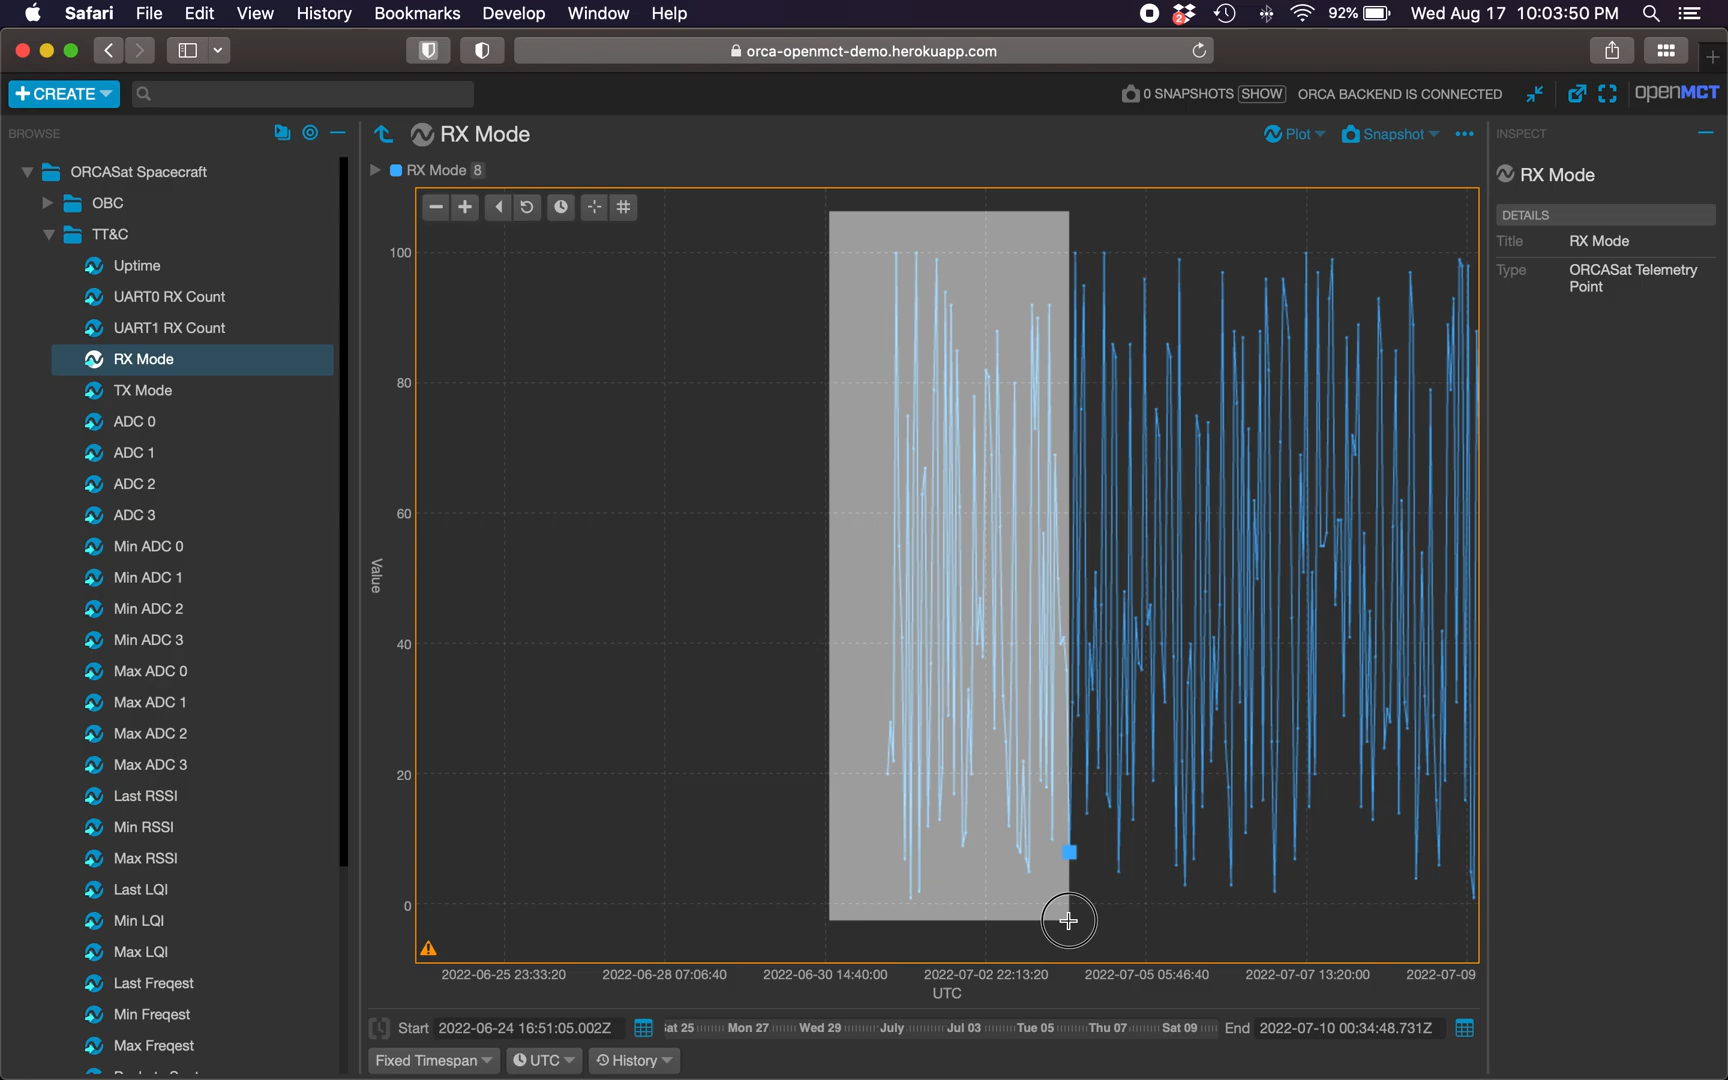 Safari File Edit View History Bookmarks Develop Window Help
2 92% Wed Aug 17 10:03:50 PM
orca-openmct-demo.herokuapp.com
+ CREATE
0 SNAPSHOTS SHOW ORCA BACKEND IS CONNECTED openMCT
BROWSE
ORCASat Spacecraft
OBC
TT&C
Uptime
UART0 RX Count
UART1 RX Count
RX Mode
TX Mode
ADC 0
ADC 1
ADC 2
ADC 3
Min ADC 0
Min ADC 1
Min ADC 2
Min ADC 3
Max ADC 0
Max ADC 1
Max ADC 2
Max ADC 3
Last RSSI
Min RSSI
Max RSSI
Last LQI
Min LQI
Max LQI
Last Freqest
Min Freqest
Max Freqest
RX Mode
Plot Snapshot
RX Mode 8
100
80
60
40
20
0
Value
2022-06-25 23:33:20 2022-06-28 07:06:40 2022-06-30 14:40:00 2022-07-02 22:13:20 2022-07-05 05:46:40 2022-07-07 13:20:00 2022-07-09
UTC
Start 2022-06-24 16:51:05.002Z Sat 25 Mon 27 Wed 29 July Jul 03 Tue 05 Thu 07 Sat 09 End 2022-07-10 00:34:48.731Z
Fixed Timespan UTC History
INSPECT
RX Mode
DETAILS
Title RX Mode
Type ORCASat Telemetry
Point